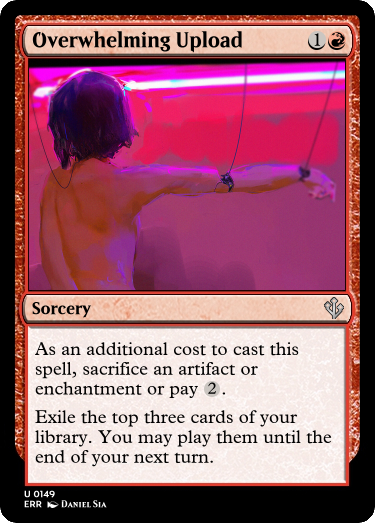 Overwhelming Upload 1
Sorcery
As an additional cost to cast this
spell, sacrifice an artifact or
enchantment or pay 2.
Exile the top three cards of your
library. You may play them until the
end of your next turn.
U 0149
ERR Daniel Sia